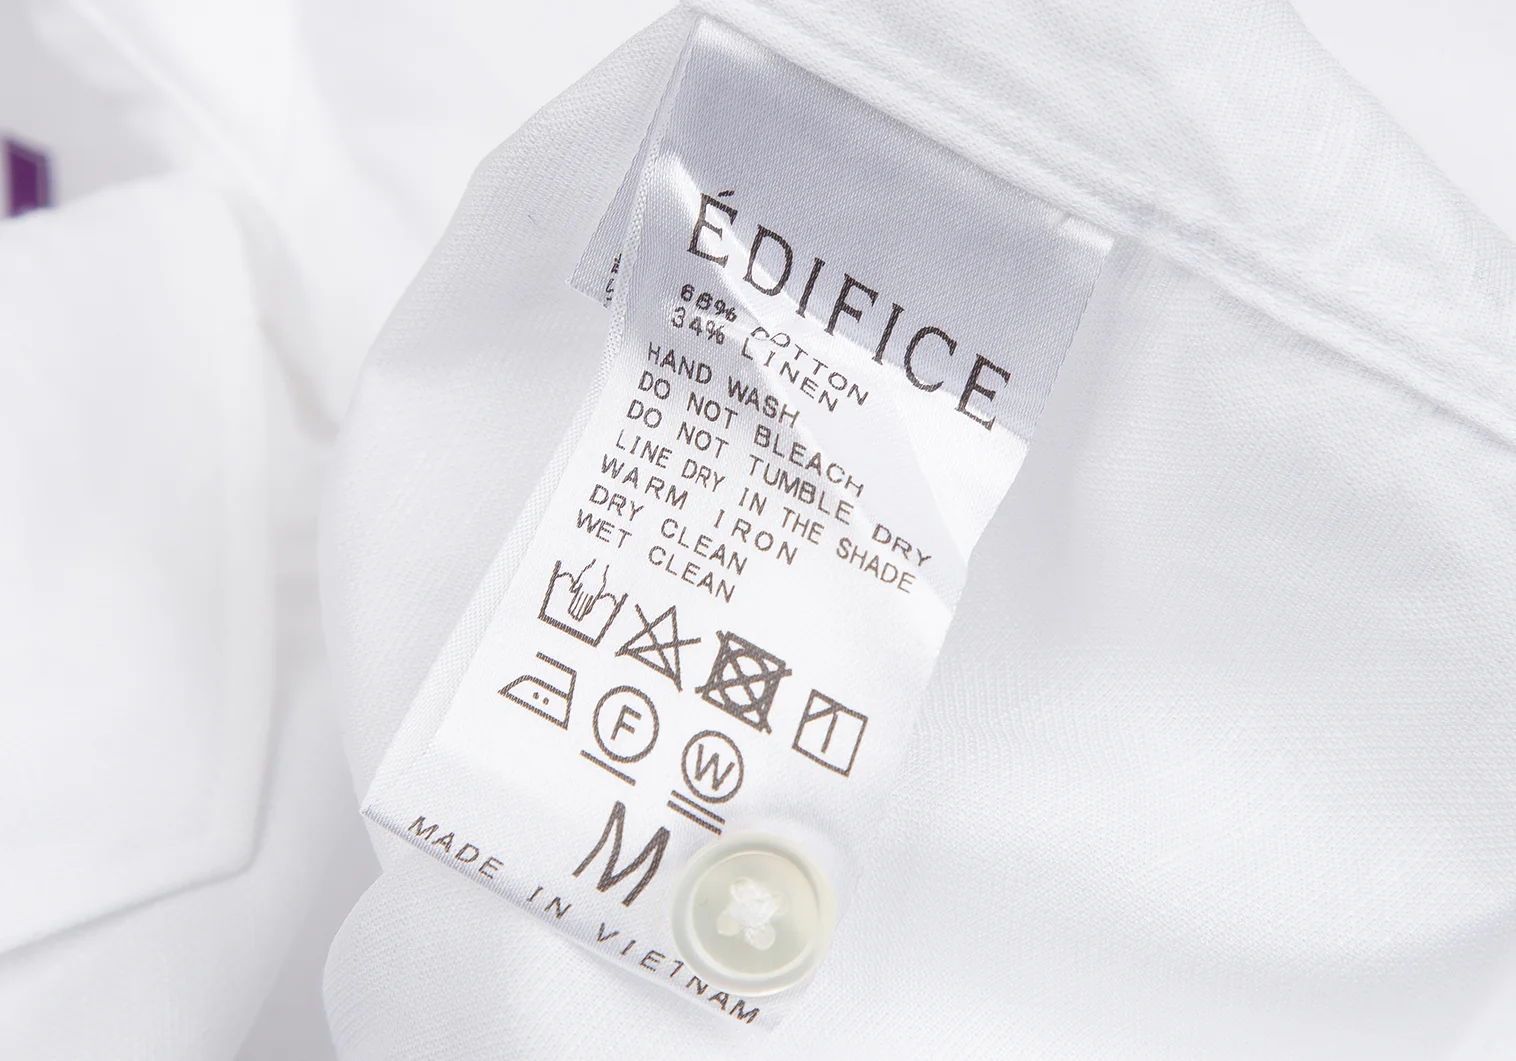 ÉDIFICE
66% COTTON
34% LINEN
HAND WASH
DO NOT BLEACH
DO NOT TUMBLE DRY
LINE DRY IN THE SHADE
WARM IRON
DRY CLEAN
WET CLEAN
F
W
M
MADE IN VIETNAM